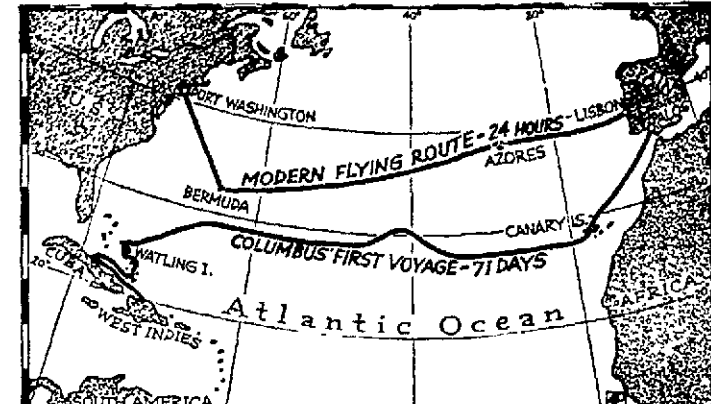 60°
40°
20°
U.S.
PORT WASHINGTON
MODERN FLYING ROUTE - 24 HOURS - LISBON
AZORES
BERMUDA
CANARY IS.
COLUMBUS' FIRST VOYAGE - 71 DAYS
WATLING I.
CUBA
20°
AFRICA
WEST INDIES
Atlantic Ocean
SOUTH AMERICA